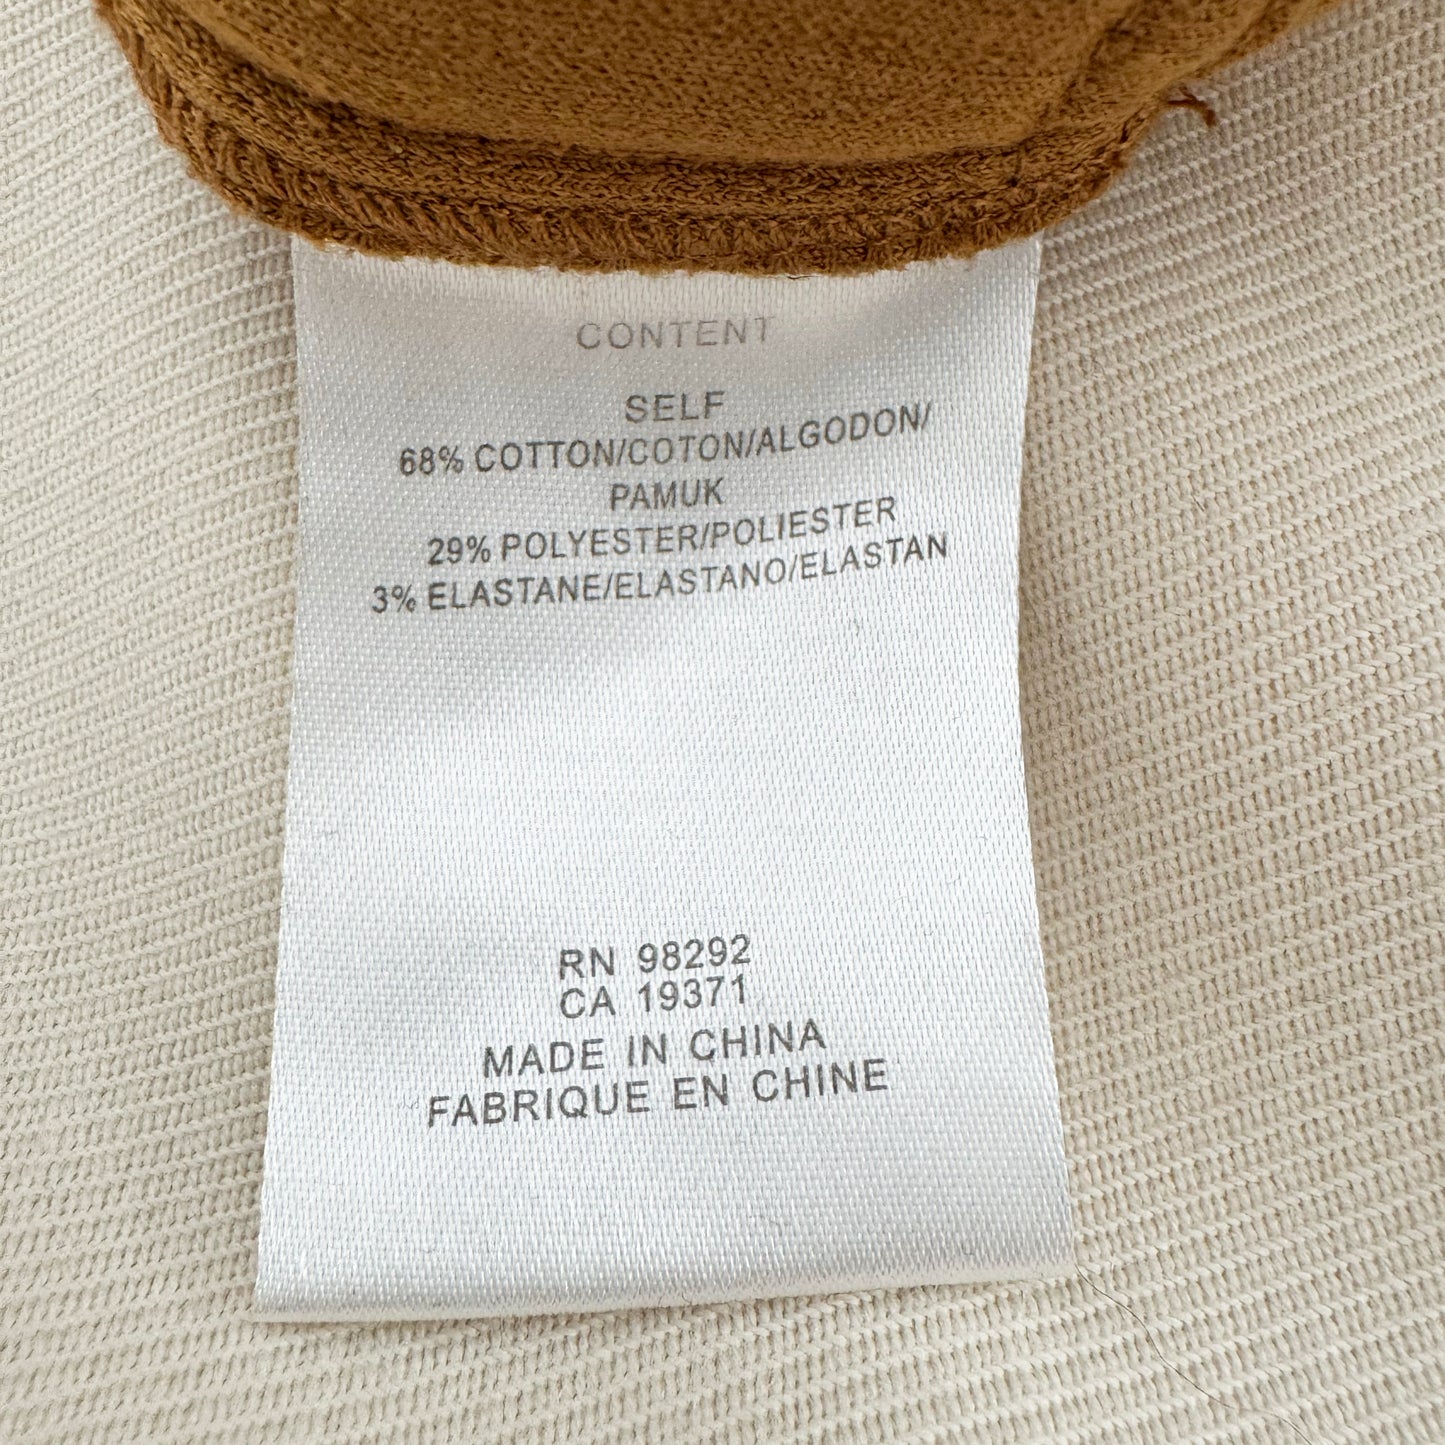 CONTENT
SELF
68% COTTON/COTON/ALGODON/
PAMUK
29% POLYESTER/POLIESTER
3% ELASTANE/ELASTANO/ELASTAN
RN 98292
CA 19371
MADE IN CHINA
FABRIQUE EN CHINE